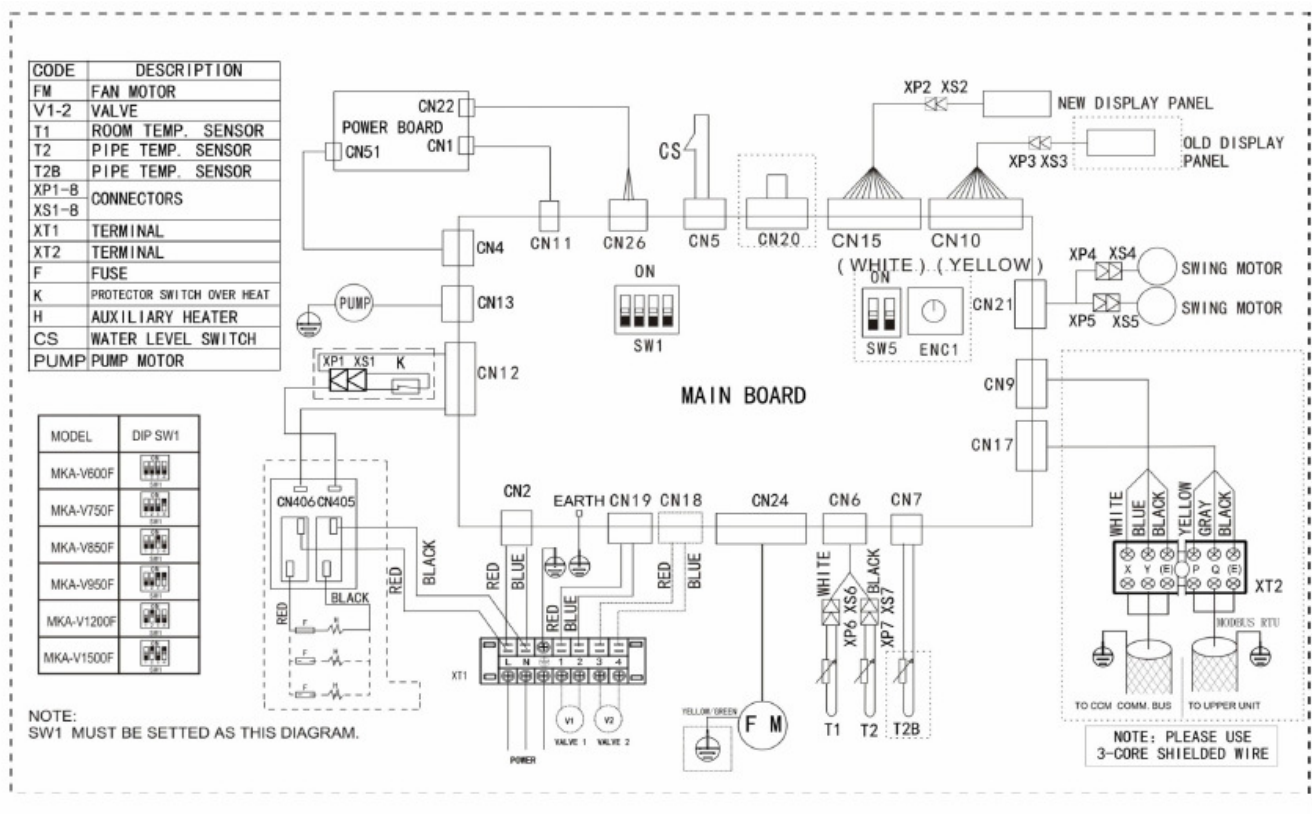 CODE DESCRIPTION
FM FAN MOTOR
V1-2 VALVE
T1 ROOM TEMP. SENSOR
T2 PIPE TEMP. SENSOR
T2B PIPE TEMP. SENSOR
XP1-8
XS1-8
CONNECTORS
XT1 TERMINAL
XT2 TERMINAL
F FUSE
K PROTECTOR SWITCH OVER HEAT
H AUXILIARY HEATER
CS WATER LEVEL SWITCH
PUMP PUMP MOTOR
MODEL DIP SW1
MKA-V600F
MKA-V750F
MKA-V850F
MKA-V950F
MKA-V1200F
MKA-V1500F
NOTE:
SW1 MUST BE SETTED AS THIS DIAGRAM.
POWER BOARD
CN22
CN1
CN51
CS
XP2 XS2
NEW DISPLAY PANEL
XP3 XS3
OLD DISPLAY
PANEL
CN4
CN11
CN26
CN5
CN20
CN15
(WHITE)
CN10
(YELLOW)
CN13
PUMP
CN12
XP1 XS1 K
ON
SW1
ON
SW5
ENC1
CN21
XP4 XS4
SWING MOTOR
XP5 XS5
SWING MOTOR
MAIN BOARD
CN9
CN17
CN406 CN405
RED
BLACK
F H
F H
F H
RED
BLACK
CN2
EARTH
CN19
CN18
CN24
CN6
CN7
RED
BLUE
RED
BLUE
RED
BLUE
XT1
L N 1 2 3 4
V1
VALVE 1
V2
VALVE 2
POWER
YELLOW/GREEN
FM
WHITE
BLACK
XP6 XS6
XP7 XS7
T1
T2
T2B
WHITE
BLUE
BLACK
YELLOW
GRAY
BLACK
X Y (E) P Q (E)
XT2
MODBUS RTU
TO CCM COMM. BUS
TO UPPER UNIT
NOTE: PLEASE USE
3-CORE SHIELDED WIRE